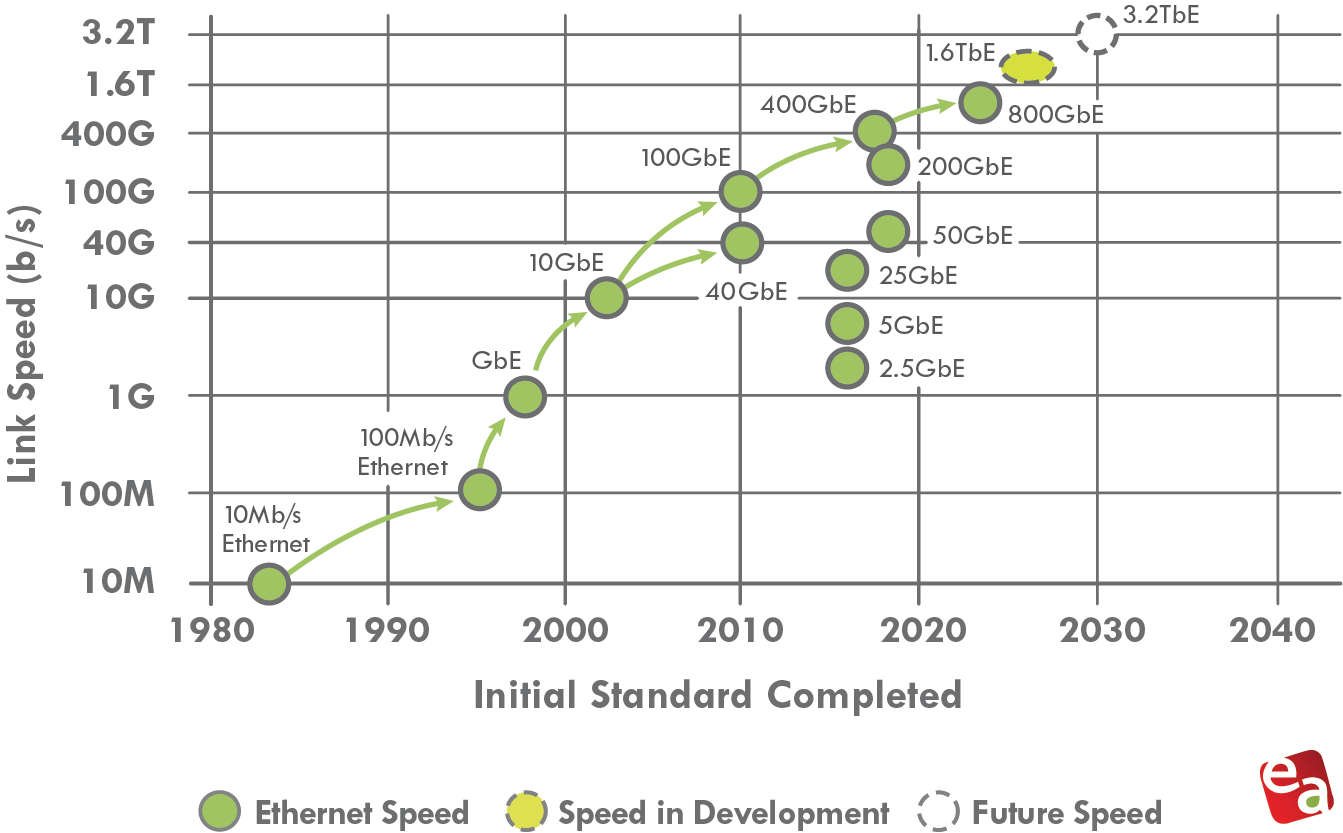 3.2T
1.6T
400G
100G
40G
10G
1G
100M
10M
Link Speed (b/s)
3.2TbE
1.6TbE
800GbE
400GbE
200GbE
100GbE
50GbE
40GbE
25GbE
10GbE
5GbE
2.5GbE
GbE
100Mb/s
Ethernet
10Mb/s
Ethernet
1980 1990 2000 2010 2020 2030 2040
Initial Standard Completed
Ethernet Speed Speed in Development Future Speed
ea